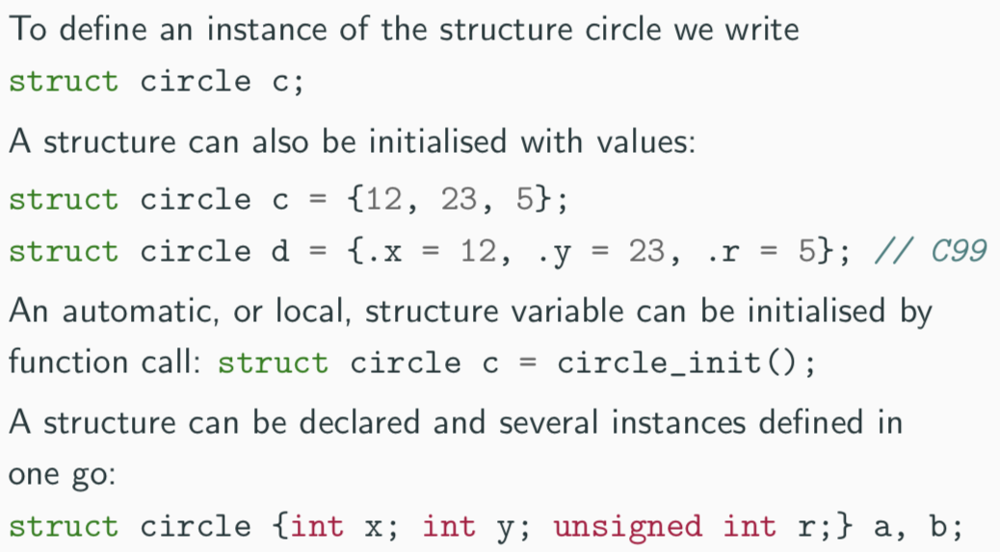 To define an instance of the structure circle we write
struct circle c;
A structure can also be initialised with values:
struct circle c = {12, 23, 5};
struct circle d = {.x = 12, .y = 23, .r = 5}; // C99
An automatic, or local, structure variable can be initialised by
function call: struct circle c = circle_init();
A structure can be declared and several instances defined in
one go:
struct circle {int x; int y; unsigned int r;} a, b;